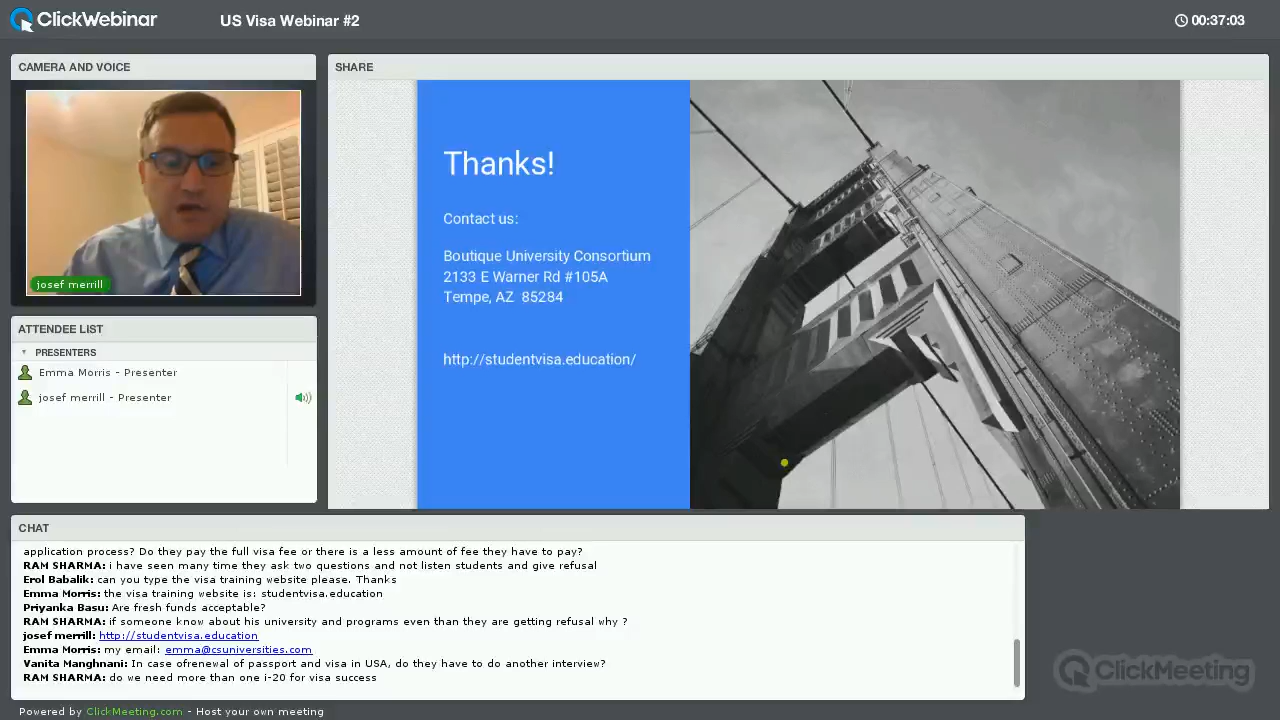 ClickWebinar
US Visa Webinar #2
00:37:03
CAMERA AND VOICE
SHARE
josef merrill
Thanks!
Contact us:
Boutique University Consortium
2133 E Warner Rd #105A
Tempe, AZ 85284
http://studentvisa.education/
ATTENDEE LIST
PRESENTERS
Emma Morris - Presenter
josef merrill - Presenter
CHAT
application process? Do they pay the full visa fee or there is a less amount of fee they have to pay?
RAM SHARMA: i have seen many time they ask two questions and not listen students and give refusal
Erol Babalik: can you type the visa training website please. Thanks
Emma Morris: the visa training website is: studentvisa.education
Priyanka Basu: Are fresh funds acceptable?
RAM SHARMA: if someone know about his university and programs even than they are getting refusal why ?
josef merrill: http://studentvisa.education
Emma Morris: my email: emma@csuniversities.com
Vanita Manghnani: In case ofrenewal of passport and visa in USA, do they have to do another interview?
RAM SHARMA: do we need more than one i-20 for visa success
ClickMeeting
Powered by ClickMeeting.com - Host your own meeting